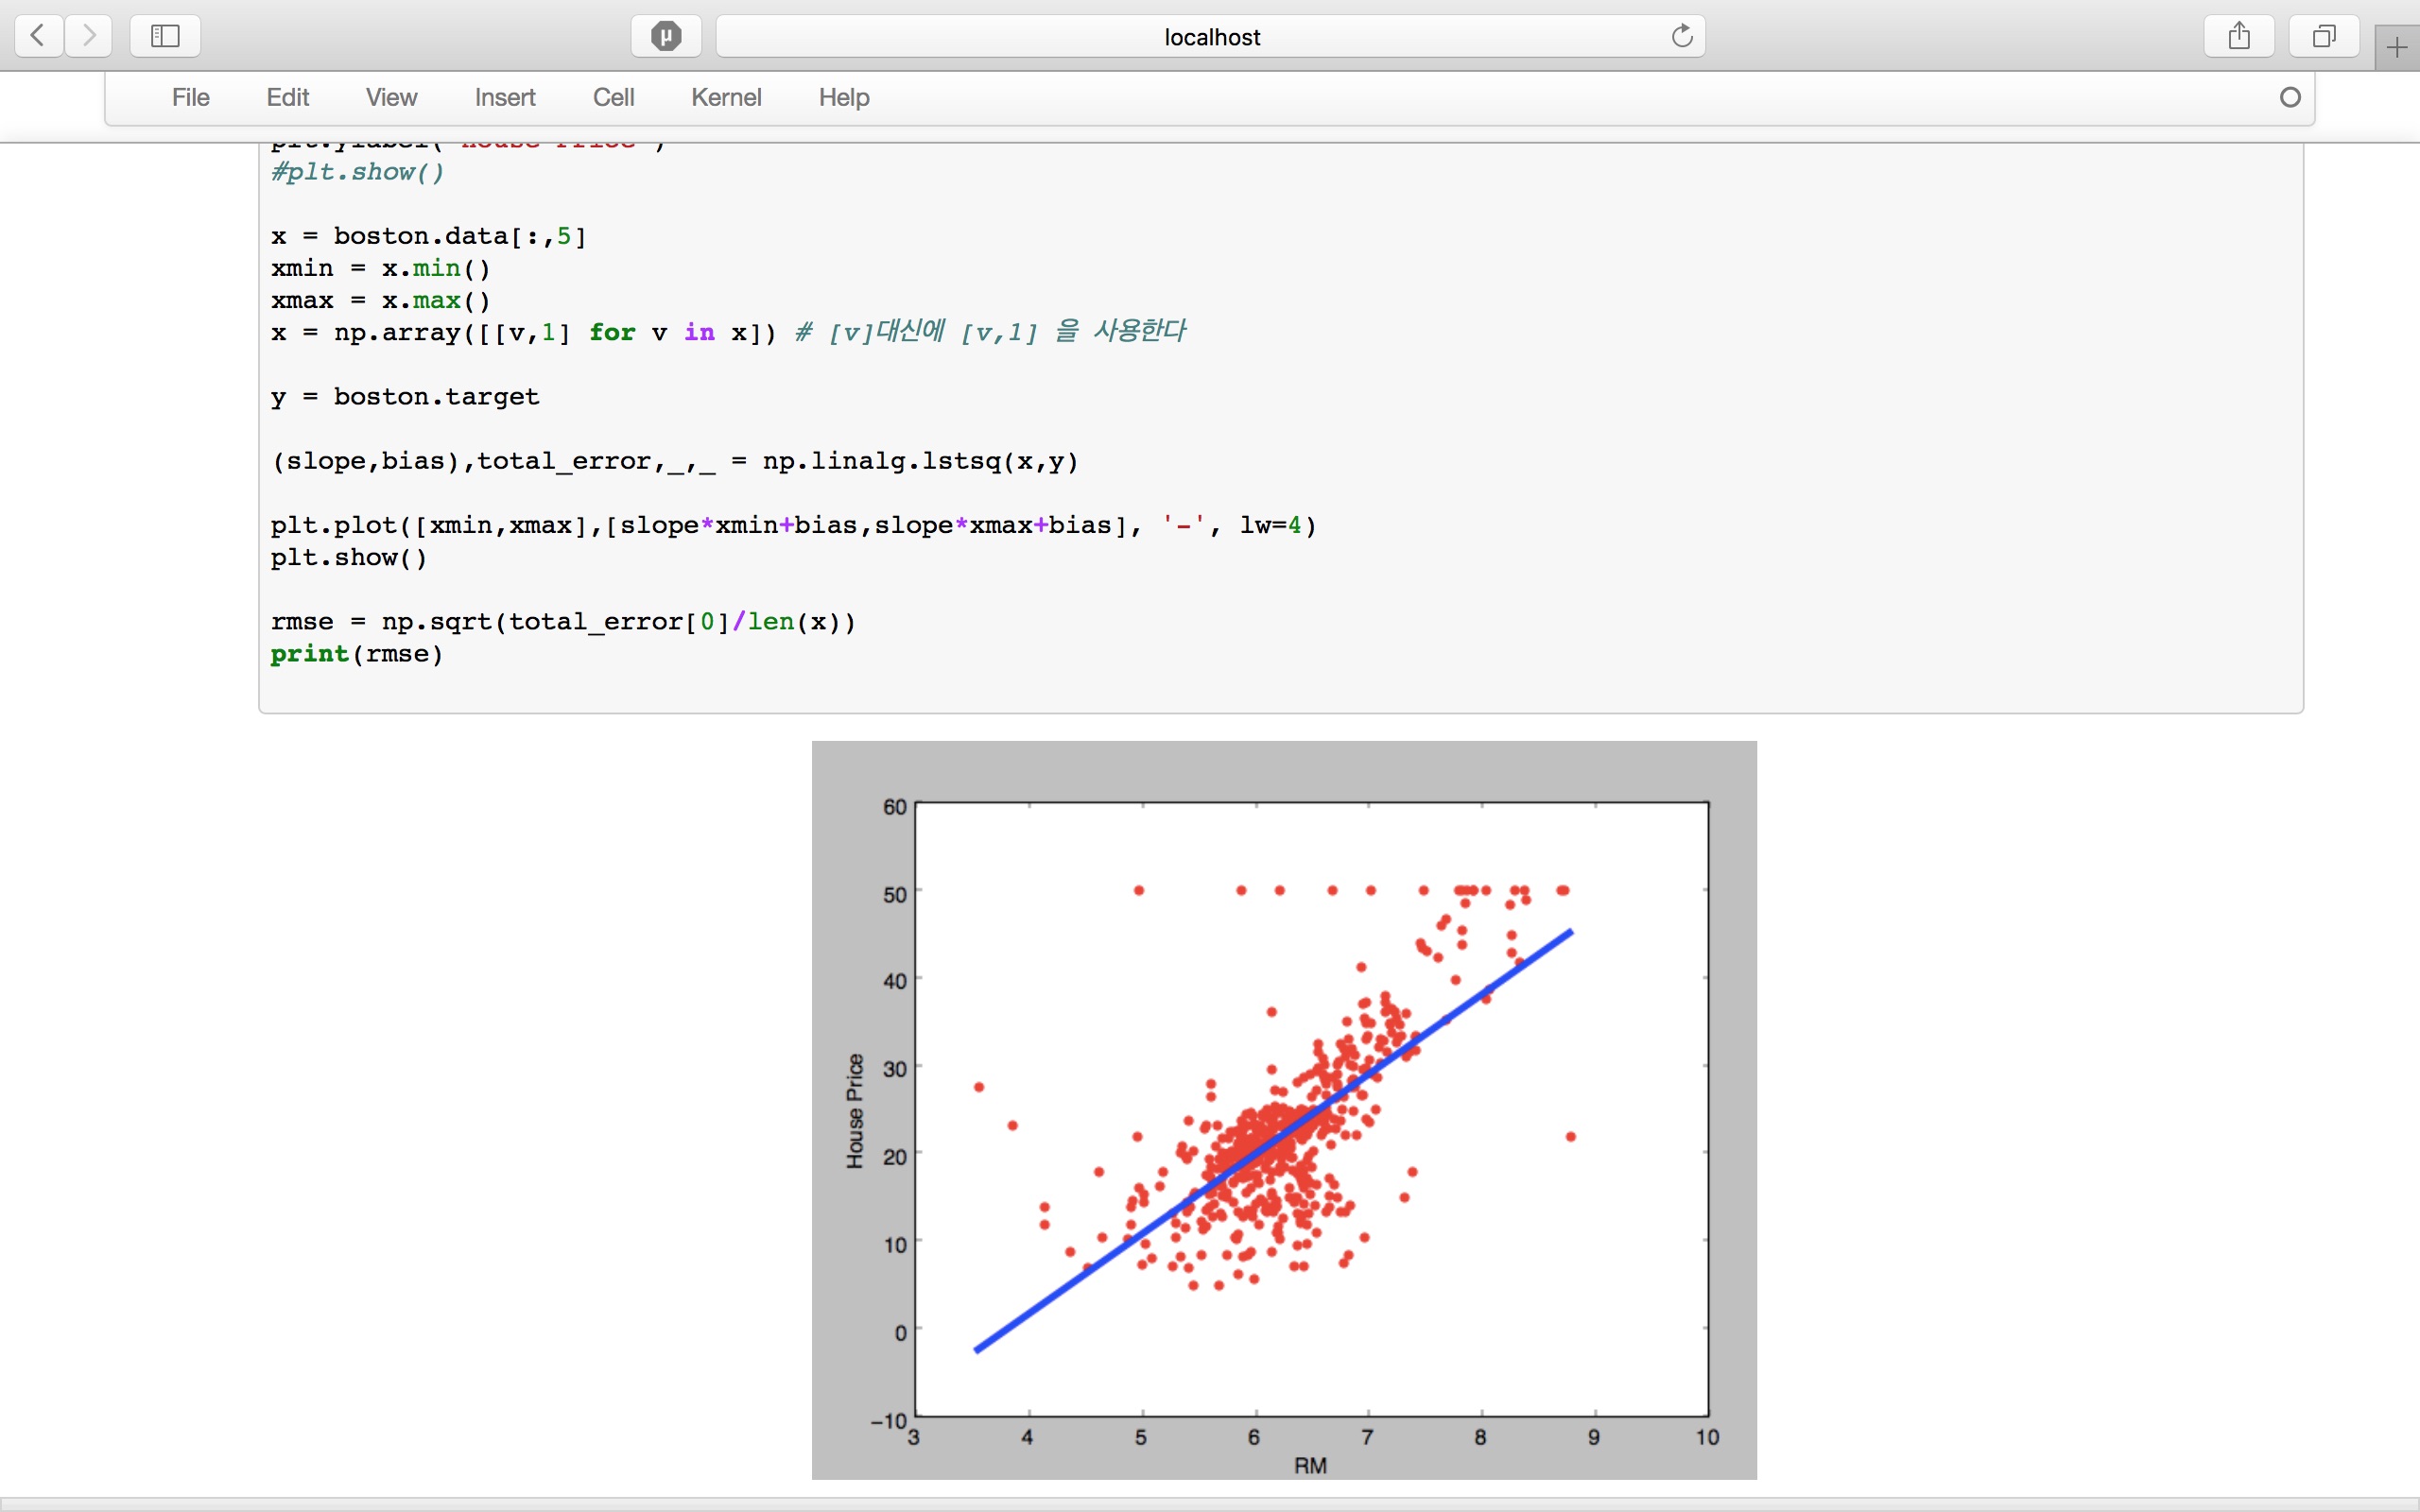 localhost
File Edit View Insert Cell Kernel Help
plt.ylabel("House Price")
#plt.show()
x = boston.data[:,5]
xmin = x.min()
xmax = x.max()
x = np.array([[v,1] for v in x]) # [v]대신에 [v,1] 을 사용한다
y = boston.target
(slope,bias),total_error,_,_ = np.linalg.lstsq(x,y)
plt.plot([xmin,xmax],[slope*xmin+bias,slope*xmax+bias], '-', lw=4)
plt.show()
rmse = np.sqrt(total_error[0]/len(x))
print(rmse)
60
50
40
30
20
10
0
−10
House Price
3 4 5 6 7 8 9 10
RM